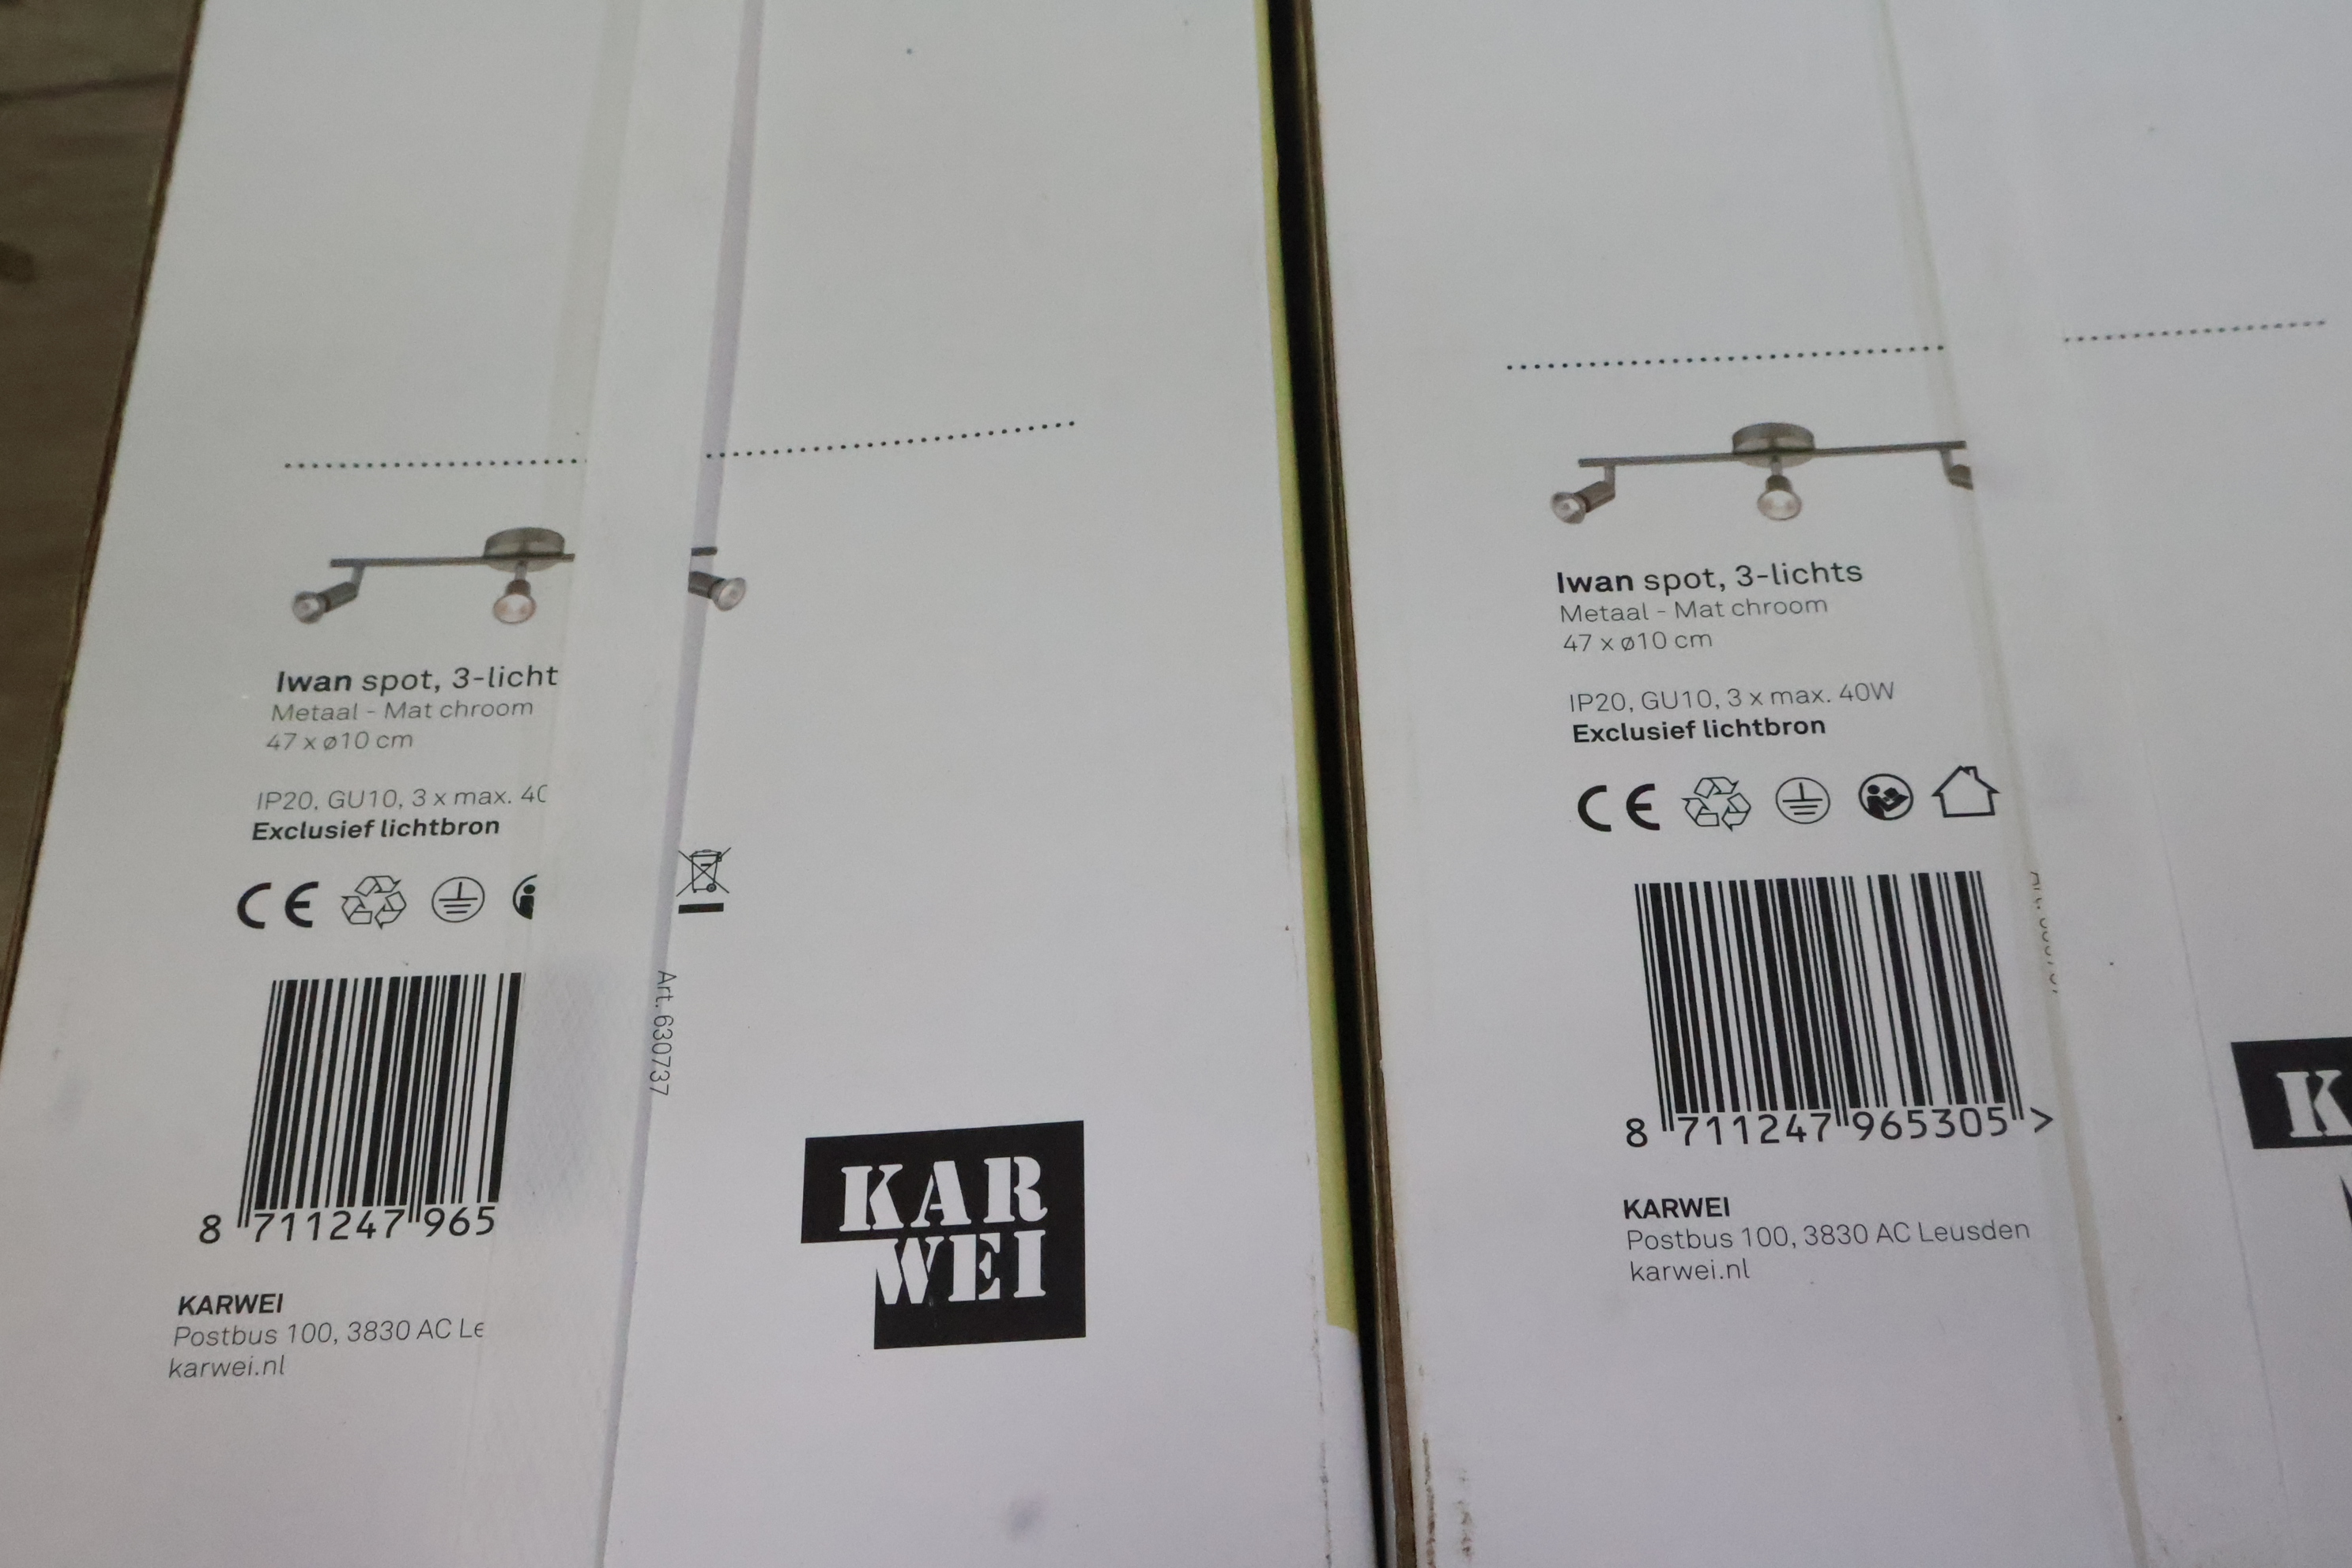 Iwan spot, 3-licht
Metaal - Mat chroom
47 x ø10 cm
IP20, GU10, 3 x max. 40
Exclusief lichtbron
CE
Art. 630737
8 711247 965
KARWEI
Postbus 100, 3830 AC Le
karwei.nl
KAR
WEI
Iwan spot, 3-lichts
Metaal - Mat chroom
47 x ø10 cm
IP20, GU10, 3 x max. 40W
Exclusief lichtbron
CE
8 711247 965305 >
KARWEI
Postbus 100, 3830 AC Leusden
karwei.nl
K